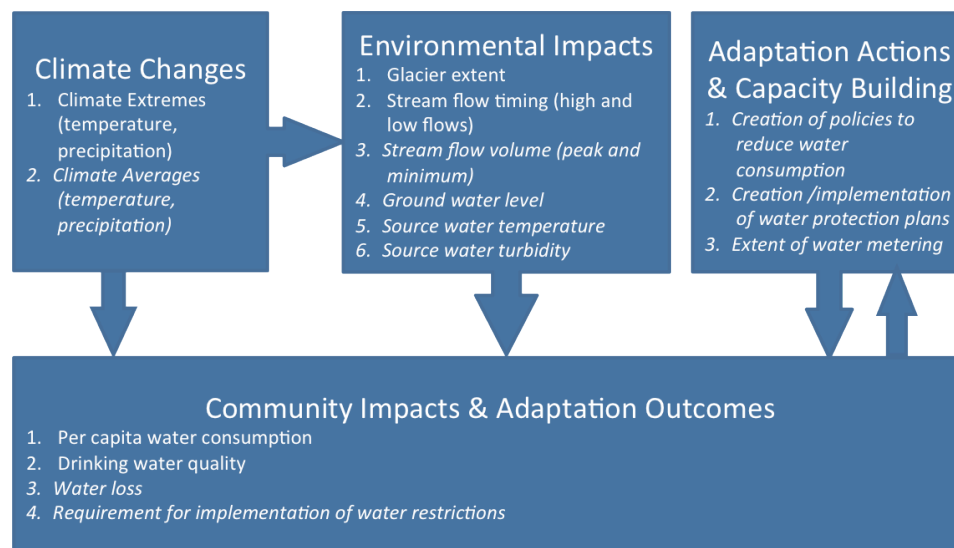 Climate Changes
1. Climate Extremes
(temperature,
precipitation)
2. Climate Averages
(temperature,
precipitation)
Environmental Impacts
1. Glacier extent
2. Stream flow timing (high and
low flows)
3. Stream flow volume (peak and
minimum)
4. Ground water level
5. Source water temperature
6. Source water turbidity
Adaptation Actions
& Capacity Building
1. Creation of policies to
reduce water
consumption
2. Creation /implementation
of water protection plans
3. Extent of water metering
Community Impacts & Adaptation Outcomes
1. Per capita water consumption
2. Drinking water quality
3. Water loss
4. Requirement for implementation of water restrictions